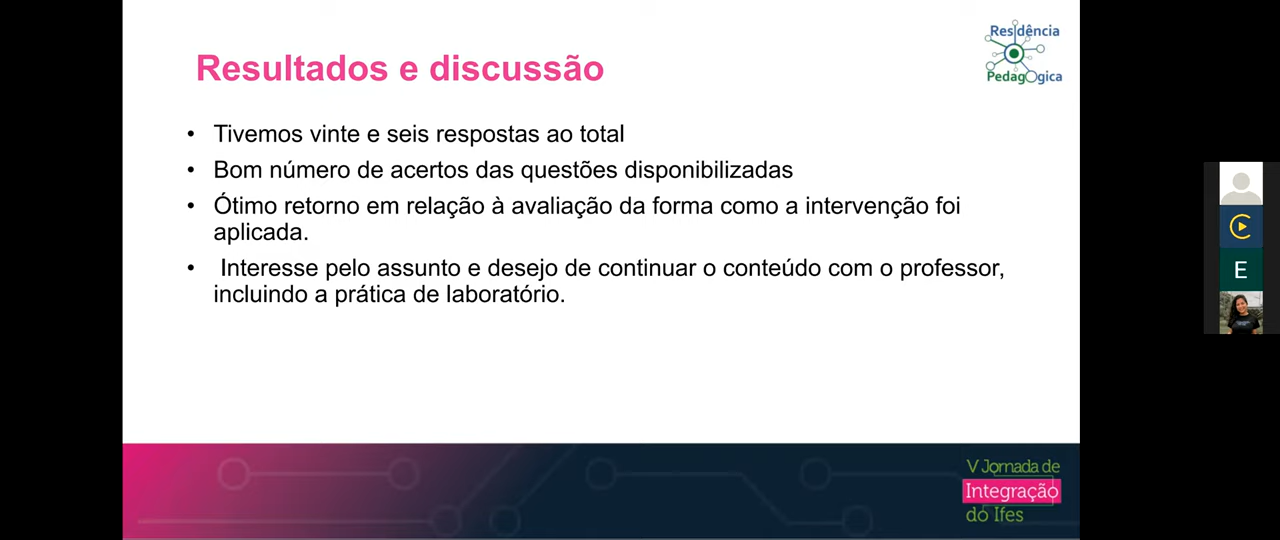 Resultados e discussão
Residência
Pedagógica
• Tivemos vinte e seis respostas ao total
• Bom número de acertos das questões disponibilizadas
• Ótimo retorno em relação à avaliação da forma como a intervenção foi
aplicada.
• Interesse pelo assunto e desejo de continuar o conteúdo com o professor,
incluindo a prática de laboratório.
E
V Jornada de
Integração
do Ifes